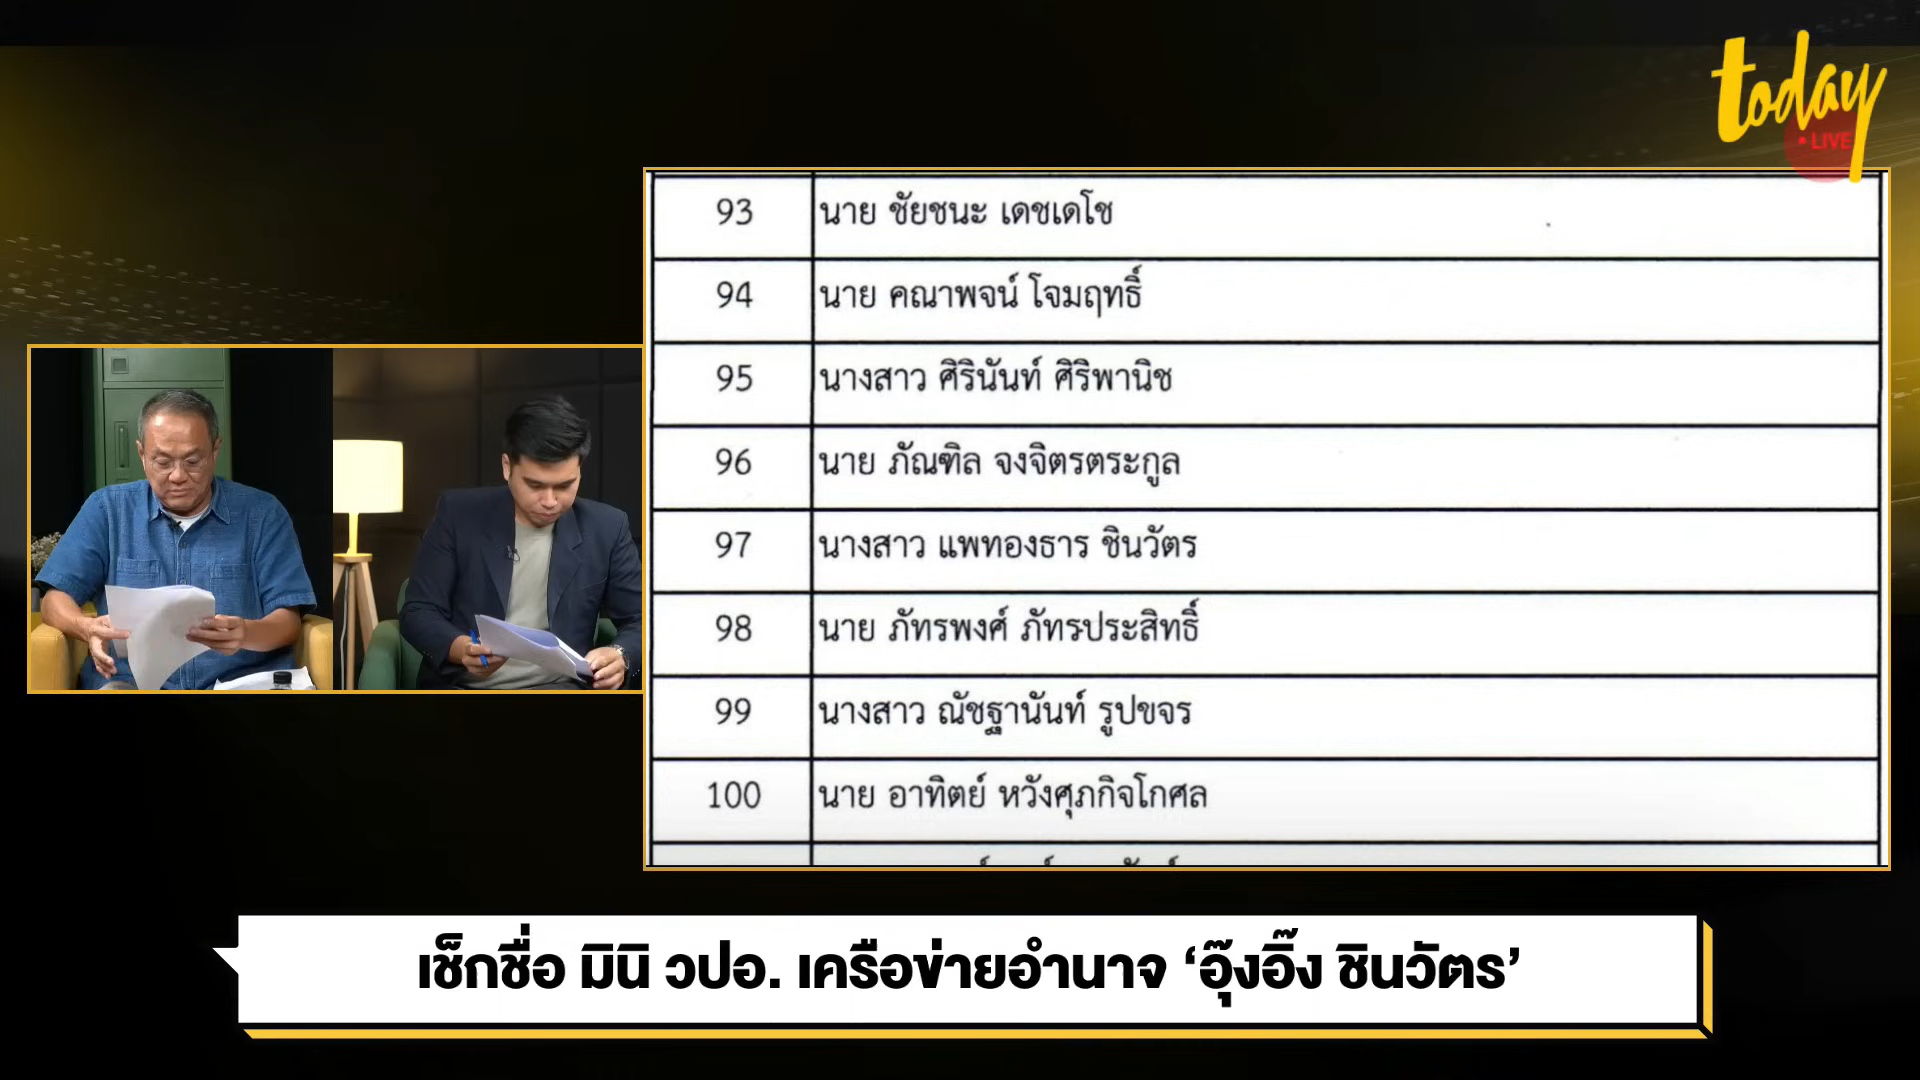 today
• LIVE
93 นาย ชัยชนะ เดชเดโช
94 นาย คณาพจน์ โจมฤทธิ์
95 นางสาว ศิรินันท์ ศิริพานิช
96 นาย ภัณฑิล จงจิตรตระกูล
97 นางสาว แพทองธาร ชินวัตร
98 นาย ภัทรพงศ์ ภัทรประสิทธิ์
99 นางสาว ณัชฐานันท์ รูปขจร
100 นาย อาทิตย์ หวังศุภกิจโกศล
เช็กชื่อ มินิ วปอ. เครือข่ายอำนาจ ‘อุ๊งอิ๊ง ชินวัตร’